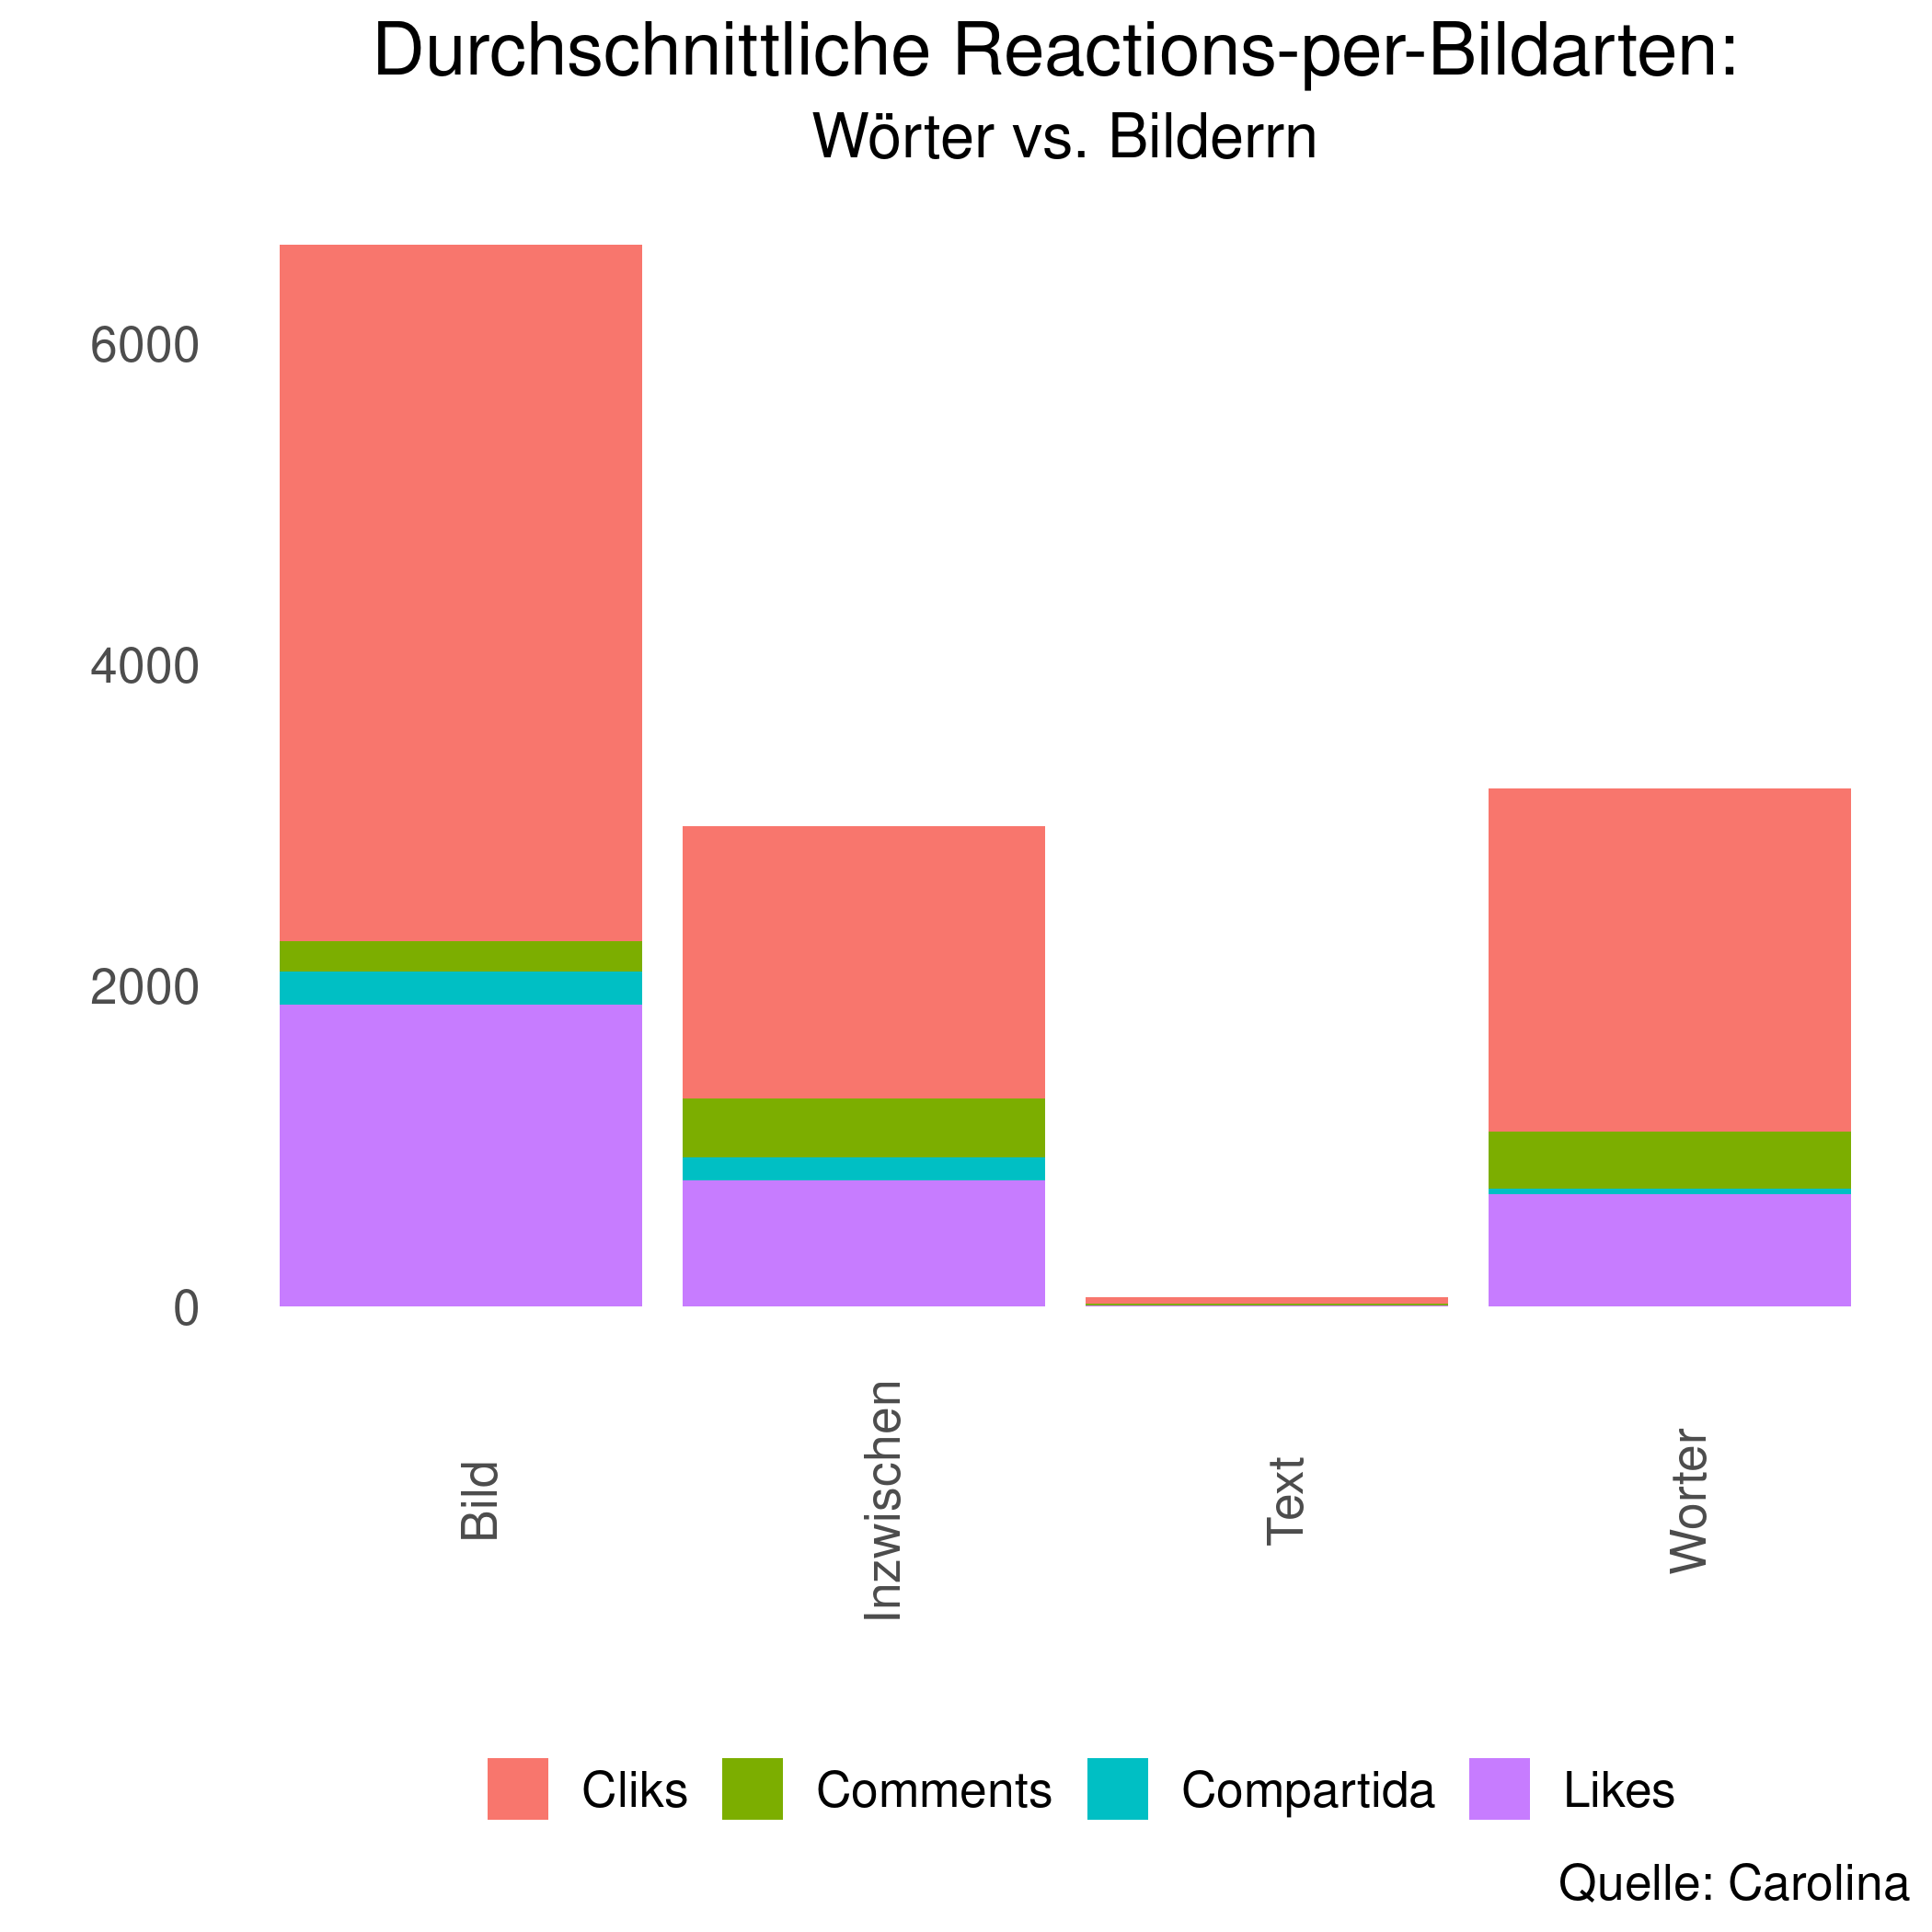 Durchschnittliche Reactions-per-Bildarten:
Wörter vs. Bilderrn
6000
4000
2000
0
Bild
Inzwischen
Text
Worter
Cliks
Comments
Compartida
Likes
Quelle: Carolina